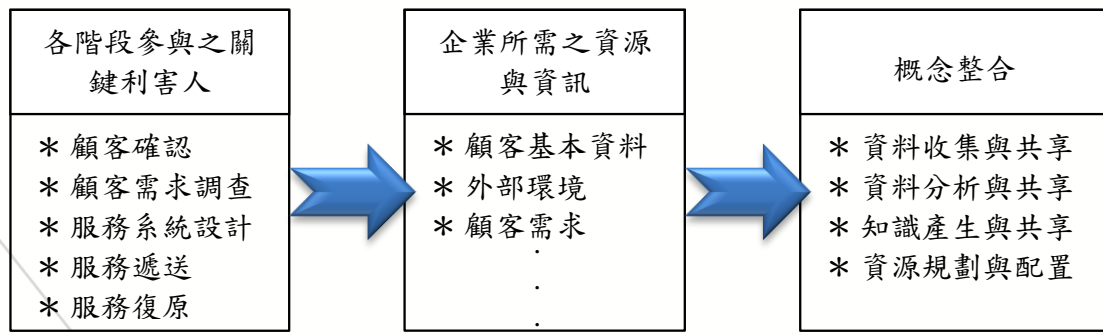 各階段參與之關
鍵利害人
* 顧客確認
* 顧客需求調查
* 服務系統設計
* 服務遞送
* 服務復原
企業所需之資源
與資訊
* 顧客基本資料
* 外部環境
* 顧客需求
.
.
.
概念整合
* 資料收集與共享
* 資料分析與共享
* 知識產生與共享
* 資源規劃與配置